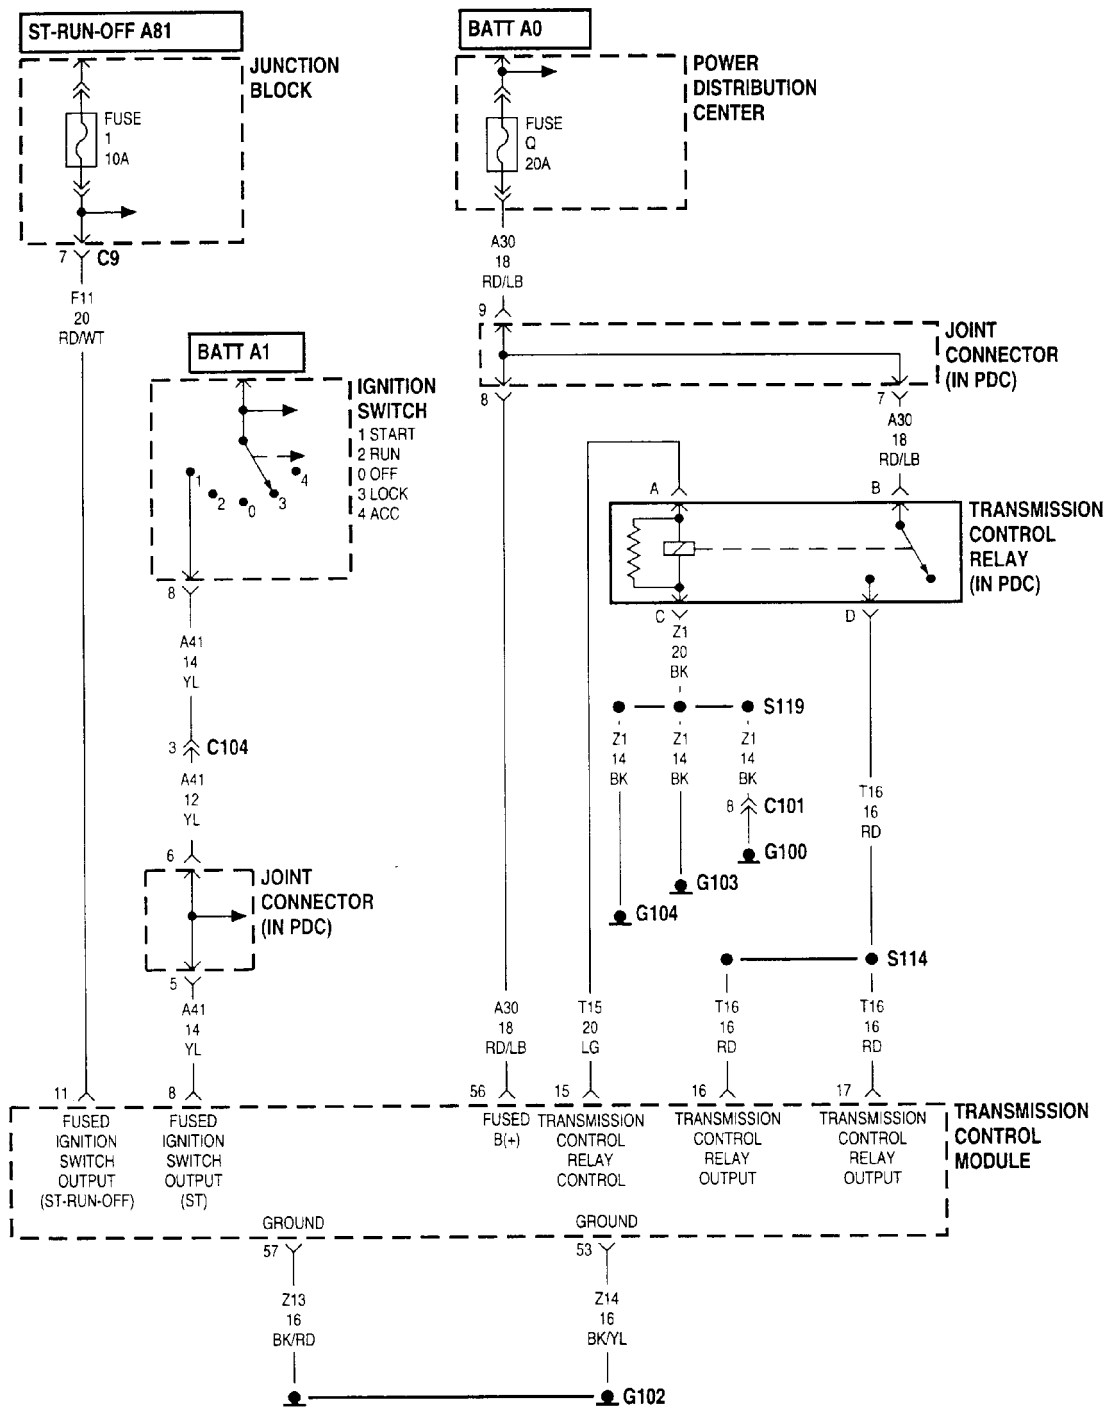 ST-RUN-OFF A81
JUNCTION
BLOCK
FUSE
1
10A
7
C9
F11
20
RD/WT
BATT A0
POWER
DISTRIBUTION
CENTER
FUSE
Q
20A
A30
18
RD/LB
9
JOINT
CONNECTOR
(IN PDC)
8
7
A30
18
RD/LB
BATT A1
IGNITION
SWITCH
1 START
2 RUN
0 OFF
3 LOCK
4 ACC
1
2
0
3
4
8
A41
14
YL
3
C104
A41
12
YL
6
JOINT
CONNECTOR
(IN PDC)
5
A41
14
YL
A
B
TRANSMISSION
CONTROL
RELAY
(IN PDC)
C
D
Z1
20
BK
S119
Z1
14
BK
Z1
14
BK
Z1
14
BK
8
C101
G100
G103
G104
T16
16
RD
S114
A30
18
RD/LB
T15
20
LG
T16
16
RD
T16
16
RD
11
8
56
15
16
17
FUSED
IGNITION
SWITCH
OUTPUT
(ST-RUN-OFF)
FUSED
IGNITION
SWITCH
OUTPUT
(ST)
FUSED
B(+)
TRANSMISSION
CONTROL
RELAY
CONTROL
TRANSMISSION
CONTROL
RELAY
OUTPUT
TRANSMISSION
CONTROL
RELAY
OUTPUT
TRANSMISSION
CONTROL
MODULE
GROUND
GROUND
57
53
Z13
16
BK/RD
Z14
16
BK/YL
G102